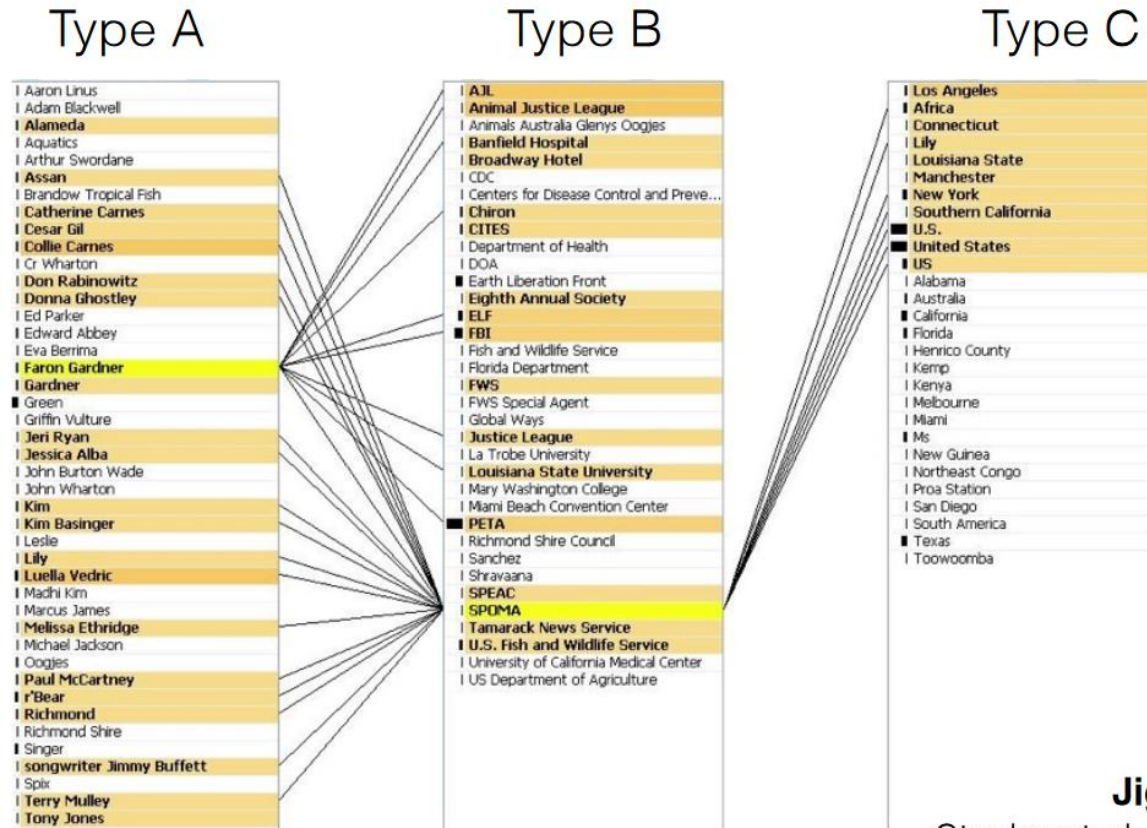 Type A
Aaron Linus
Adam Blackwell
Alameda
Aquatics
Arthur Swordane
Assan
Brandow Tropical Fish
Catherine Carnes
Cesar Gil
Collie Carnes
Cr Wharton
Don Rabinowitz
Donna Ghostley
Ed Parker
Edward Abbey
Eva Berrima
Faron Gardner
Gardner
Green
Griffin Vulture
Jeri Ryan
Jessica Alba
John Burton Wade
John Wharton
Kim
Kim Basinger
Leslie
Lily
Luella Vedric
Madhi Kim
Marcus James
Melissa Ethridge
Michael Jackson
Oogjes
Paul McCartney
r'Bear
Richmond
Richmond Shire
Singer
songwriter Jimmy Buffett
Spix
Terry Mulley
Tony Jones
Type B
AJL
Animal Justice League
Animals Australia Glenys Oogjes
Banfield Hospital
Broadway Hotel
CDC
Centers for Disease Control and Preve...
Chiron
CITES
Department of Health
DOA
Earth Liberation Front
Eighth Annual Society
ELF
FBI
Fish and Wildlife Service
Florida Department
FWS
FWS Special Agent
Global Ways
Justice League
La Trobe University
Louisiana State University
Mary Washington College
Miami Beach Convention Center
PETA
Richmond Shire Council
Sanchez
Shravaana
SPEAC
SPOMA
Tamarack News Service
U.S. Fish and Wildlife Service
University of California Medical Center
US Department of Agriculture
Type C
Los Angeles
Africa
Connecticut
Lily
Louisiana State
Manchester
New York
Southern California
U.S.
United States
US
Alabama
Australia
California
Florida
Henrico County
Kemp
Kenya
Melbourne
Miami
Ms
New Guinea
Northeast Congo
Proa Station
San Diego
South America
Texas
Toowoomba